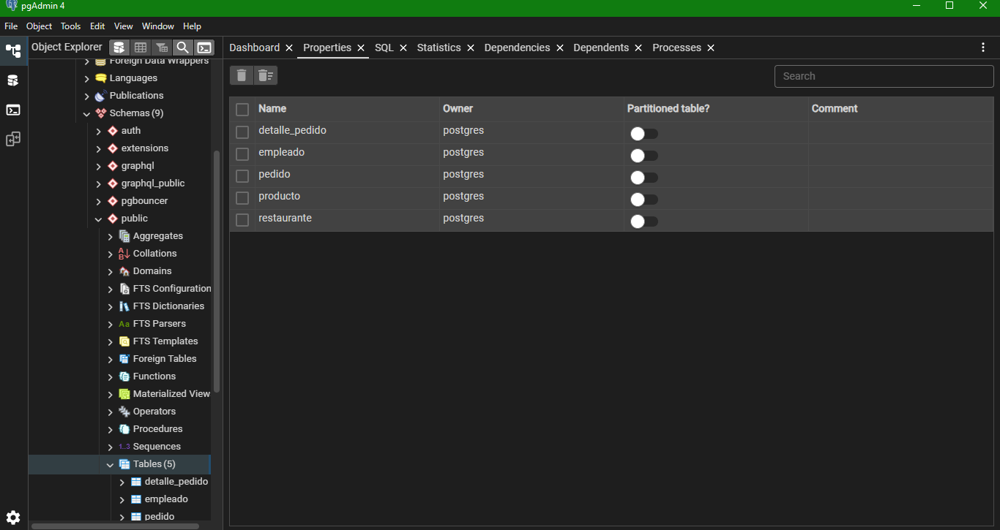 pgAdmin 4
File Object Tools Edit View Window Help
Object Explorer
Dashboard Properties SQL Statistics Dependencies Dependents Processes
Foreign Data Wrappers
Languages
Publications
Schemas (9)
auth
extensions
graphql
graphql_public
pgbouncer
public
Aggregates
A
B
Collations
Domains
FTS Configuration
FTS Dictionaries
Aa FTS Parsers
FTS Templates
Foreign Tables
Functions
Materialized View
Operators
Procedures
1..3 Sequences
Tables (5)
detalle_pedido
empleado
pedido
Search
Name Owner Partitioned table? Comment
detalle_pedido postgres
empleado postgres
pedido postgres
producto postgres
restaurante postgres